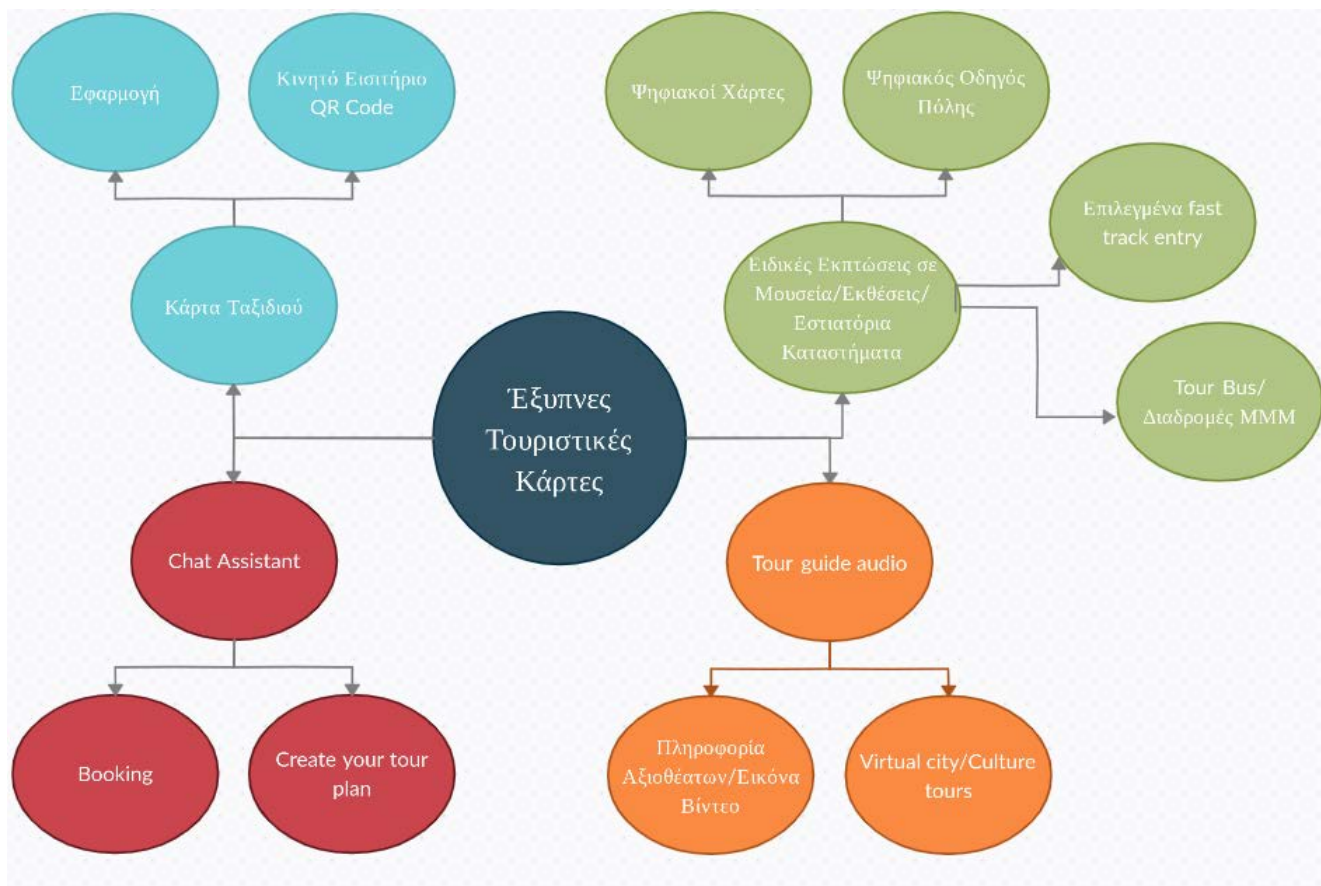 Εφαρμογή
Κινητό Εισιτήριο
QR Code
Ψηφιακοί Χάρτες
Ψηφιακός Οδηγός
Πόλης
Επιλεγμένα fast
track entry
Κάρτα Ταξιδιού
Ειδικές Εκπτώσεις σε
Μουσεία/Εκθέσεις/
Εστιατόρια
Καταστήματα
Tour Bus/
Διαδρομές ΜΜΜ
Έξυπνες
Τουριστικές
Κάρτες
Chat Assistant
Tour guide audio
Booking
Create your tour
plan
Πληροφορία
Αξιοθέατων/Εικόνα
Βίντεο
Virtual city/Culture
tours